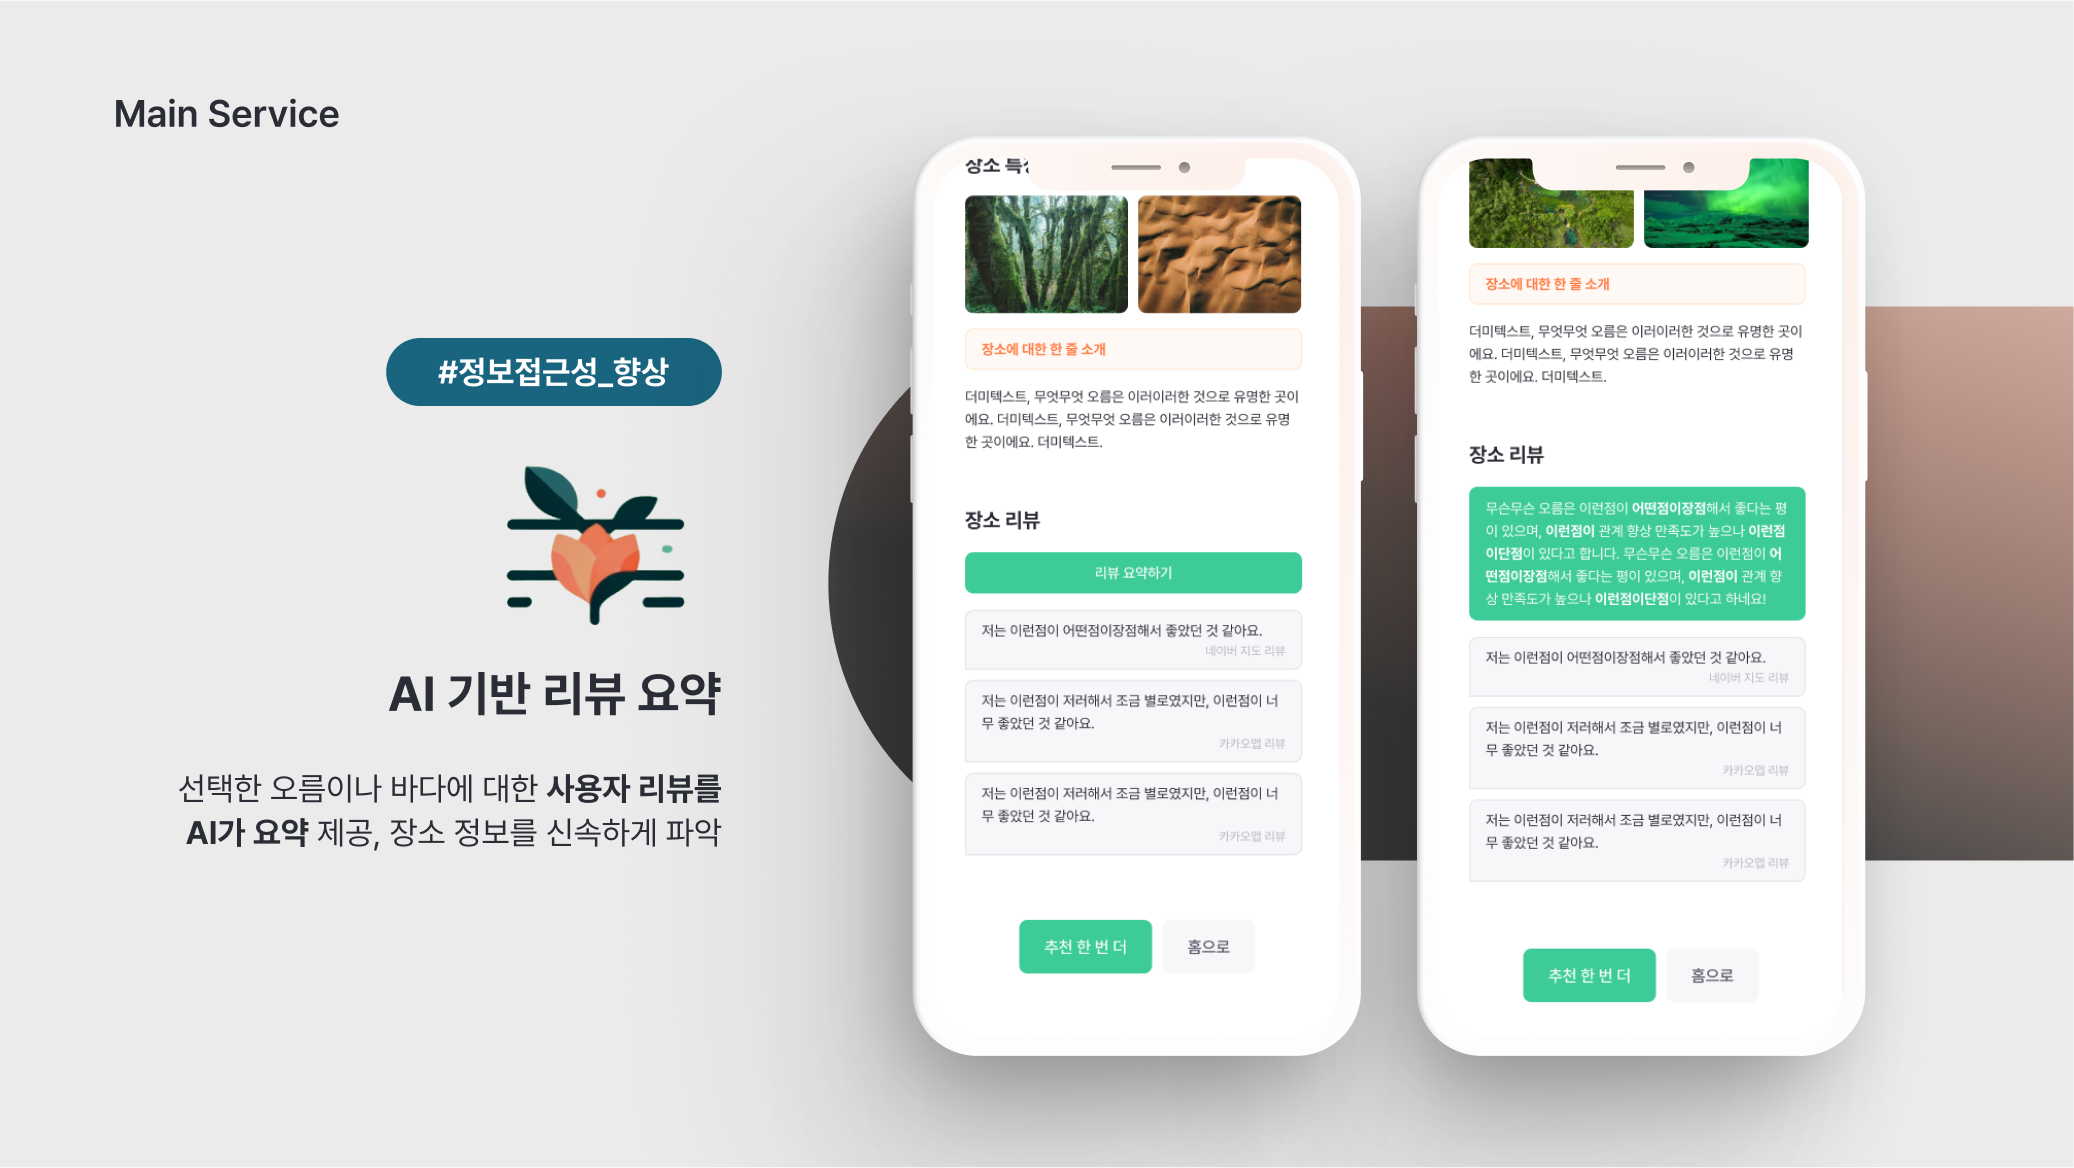 Main Service
#정보접근성_향상
AI 기반 리뷰 요약
선택한 오름이나 바다에 대한 사용자 리뷰를
AI가 요약 제공, 장소 정보를 신속하게 파악
장소
장소에 대한 한 줄 소개
더미텍스트, 무엇무엇 오름은 이러이러한 것으로 유명한 곳이
에요. 더미텍스트, 무엇무엇 오름은 이러이러한 것으로 유명
한 곳이에요. 더미텍스트.
장소 리뷰
리뷰 요약하기
저는 이런점이 어떤점이장점해서 좋았던 것 같아요.
네이버 지도 리뷰
저는 이런점이 저러해서 조금 별로였지만, 이런점이 너
무 좋았던 것 같아요.
카카오맵 리뷰
저는 이런점이 저러해서 조금 별로였지만, 이런점이 너
무 좋았던 것 같아요.
카카오맵 리뷰
추천 한 번 더
홈으로
장소에 대한 한 줄 소개
더미텍스트, 무엇무엇 오름은 이러이러한 것으로 유명한 곳이
에요. 더미텍스트, 무엇무엇 오름은 이러이러한 것으로 유명
한 곳이에요. 더미텍스트.
장소 리뷰
무슨무슨 오름은 이런점이 어떤점이장점해서 좋다는 평
이 있으며, 이런점이 관계 향상 만족도가 높으나 이런점
이단점이 있다고 합니다. 무슨무슨 오름은 이런점이 어
떤점이장점해서 좋다는 평이 있으며, 이런점이 관계 향
상 만족도가 높으나 이런점이단점이 있다고 하네요!
저는 이런점이 어떤점이장점해서 좋았던 것 같아요.
네이버 지도 리뷰
저는 이런점이 저러해서 조금 별로였지만, 이런점이 너
무 좋았던 것 같아요.
카카오맵 리뷰
저는 이런점이 저러해서 조금 별로였지만, 이런점이 너
무 좋았던 것 같아요.
카카오맵 리뷰
추천 한 번 더
홈으로